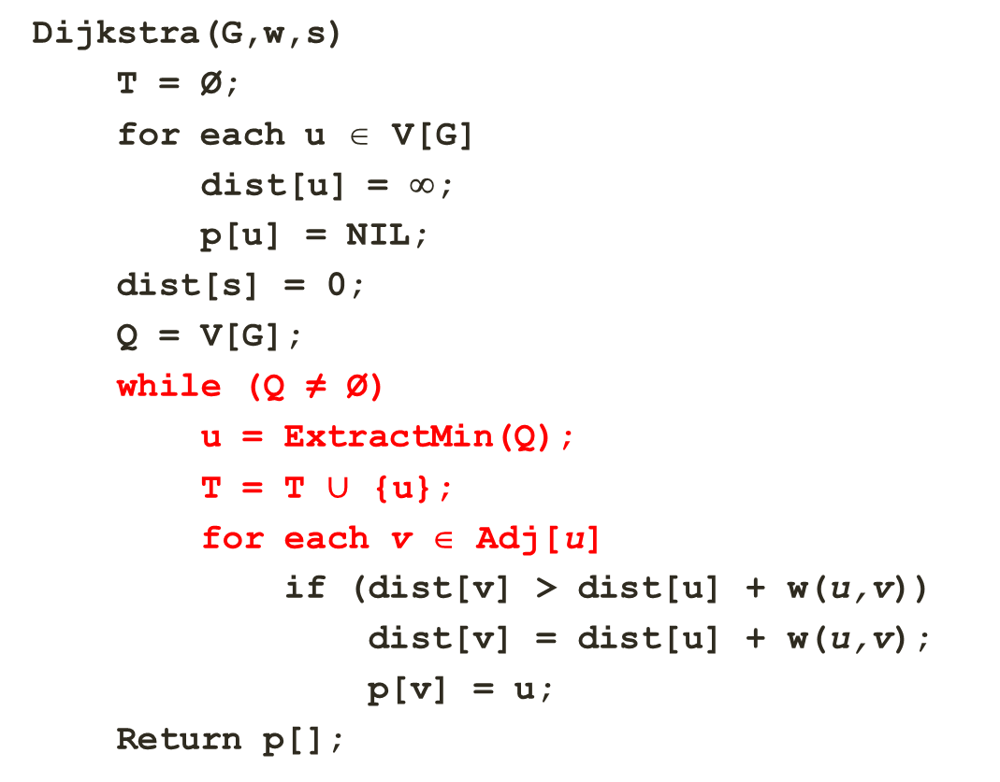 Dijkstra(G,w,s)
T = Ø;
for each u ∈ V[G]
dist[u] = ∞;
p[u] = NIL;
dist[s] = 0;
Q = V[G];
while (Q ≠ Ø)
u = ExtractMin(Q);
T = T ∪ {u};
for each v ∈ Adj[u]
if (dist[v] > dist[u] + w(u,v))
dist[v] = dist[u] + w(u,v);
p[v] = u;
Return p[];